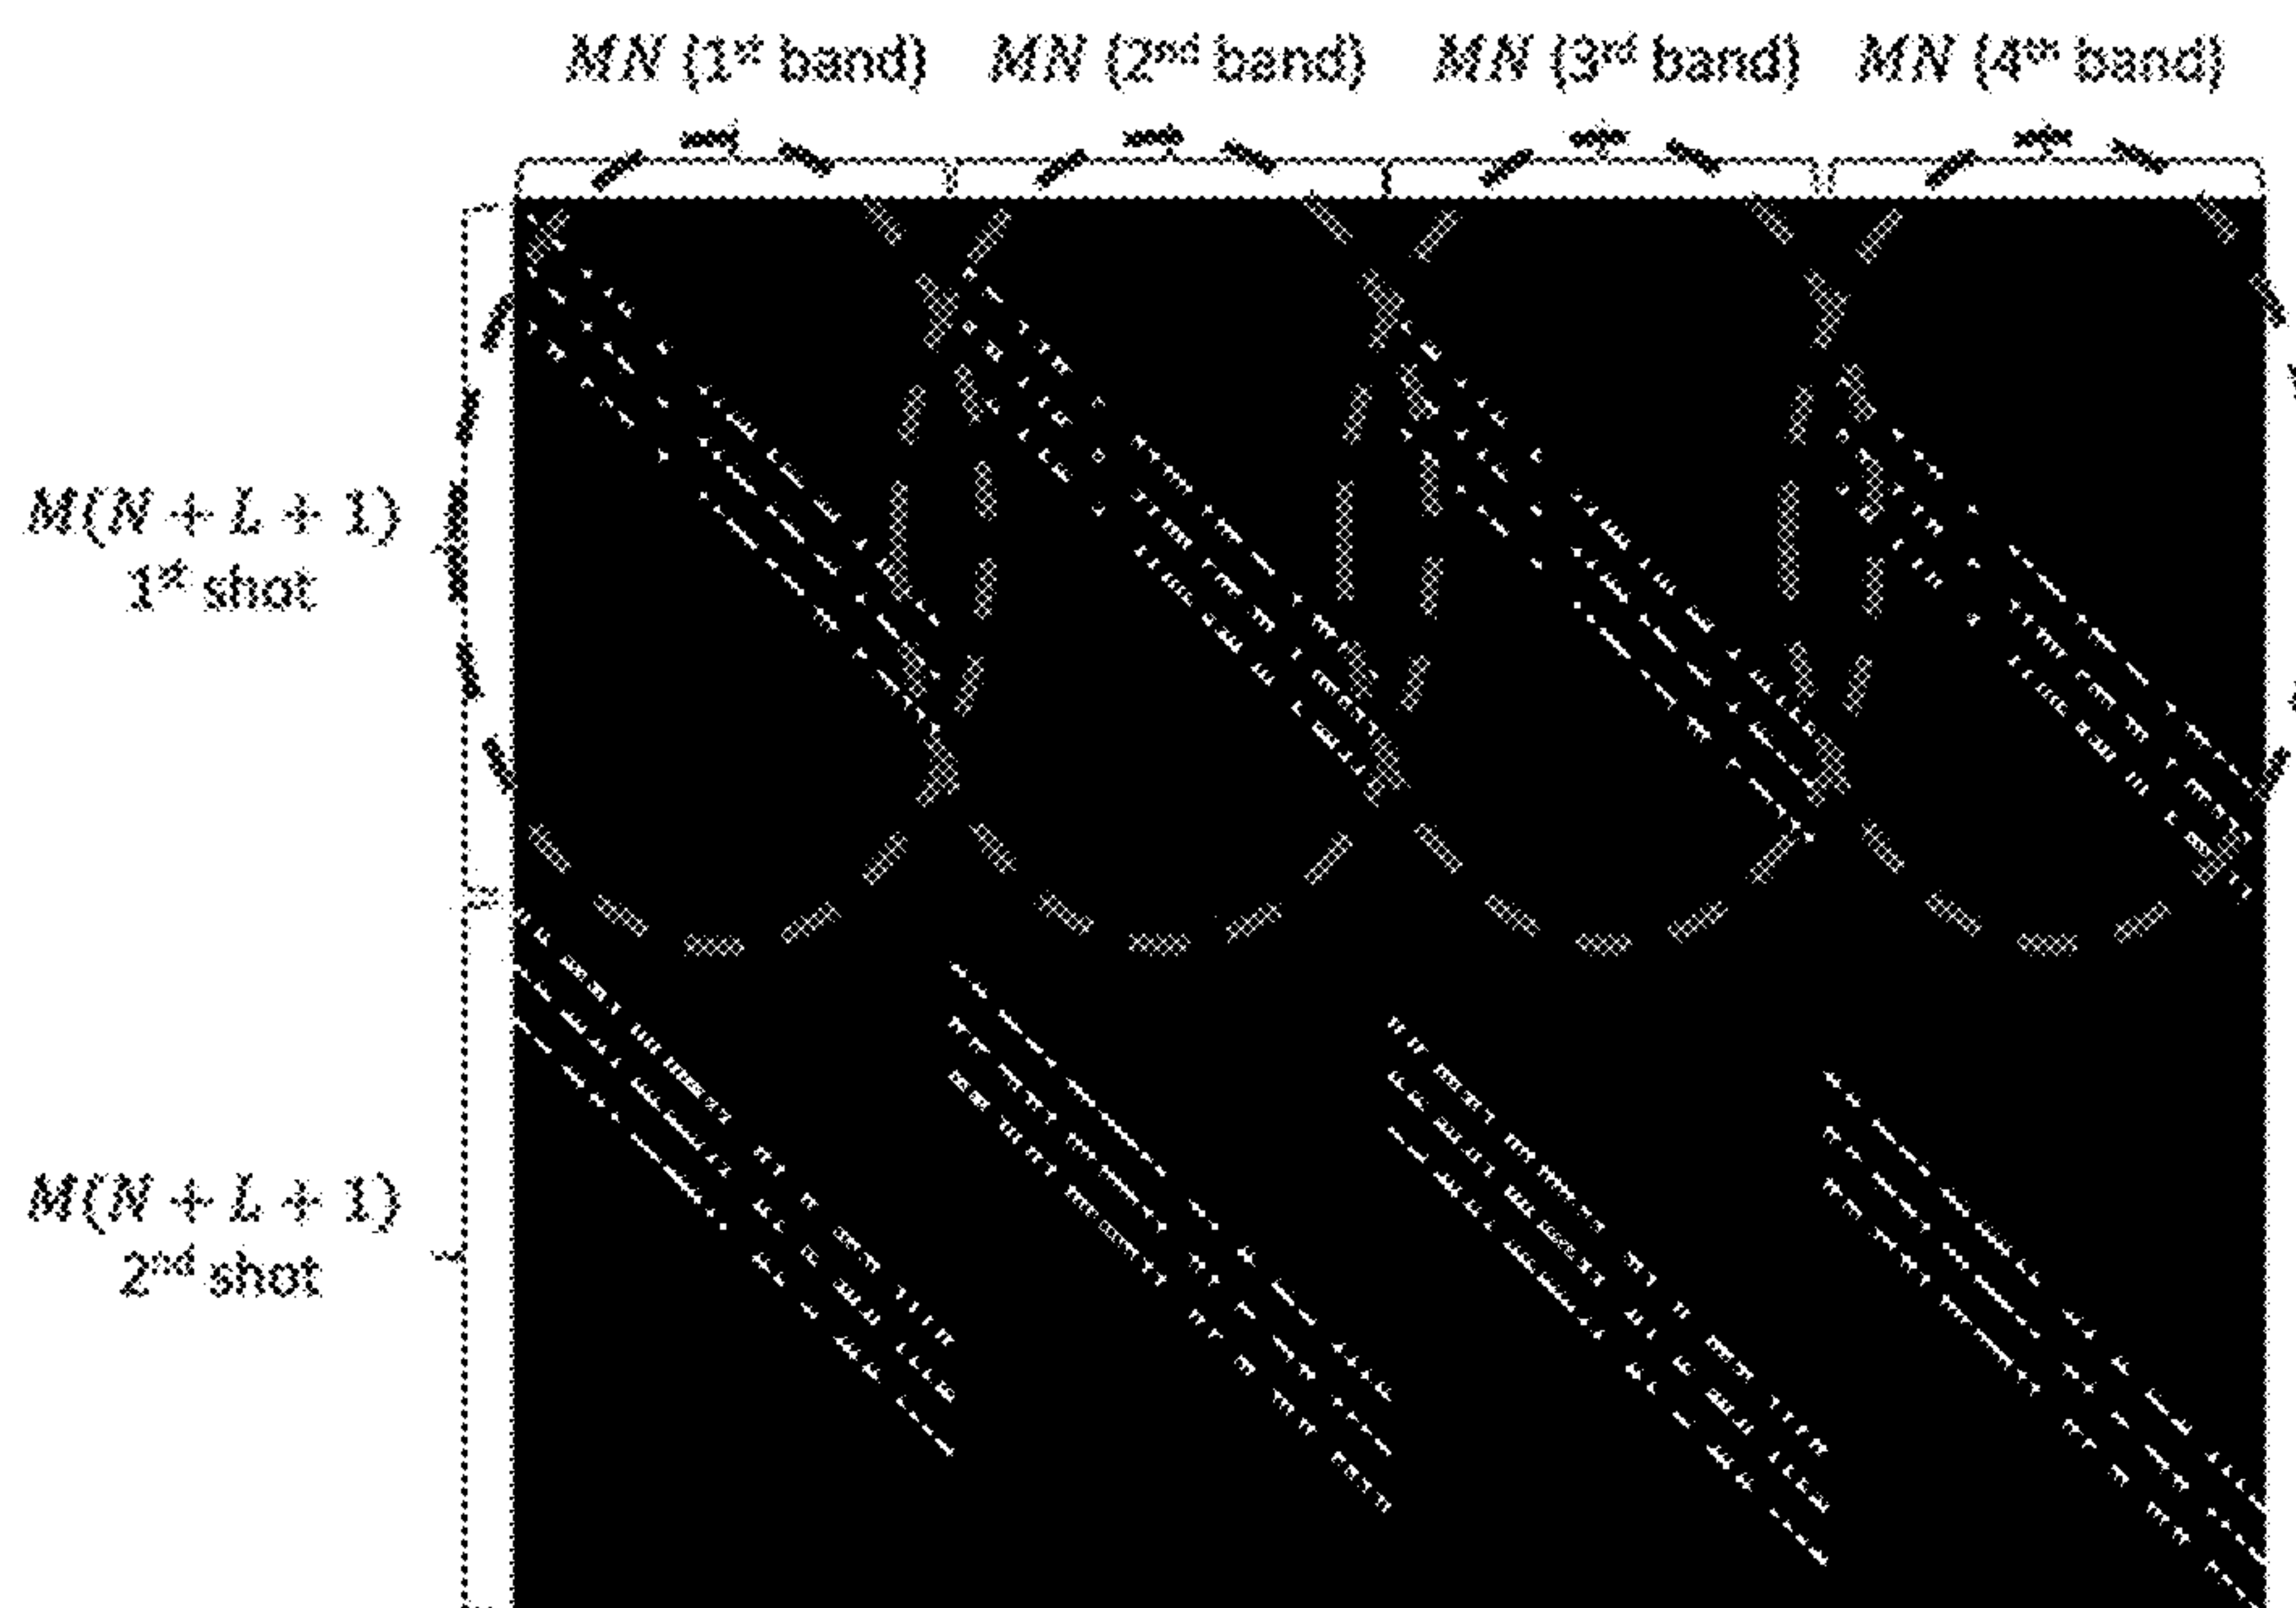 MN (1st band) MN (2nd band) MN (3rd band) MN (4th band)
M(N + L + 1)
1st shot
M(N + L + 1)
2nd shot